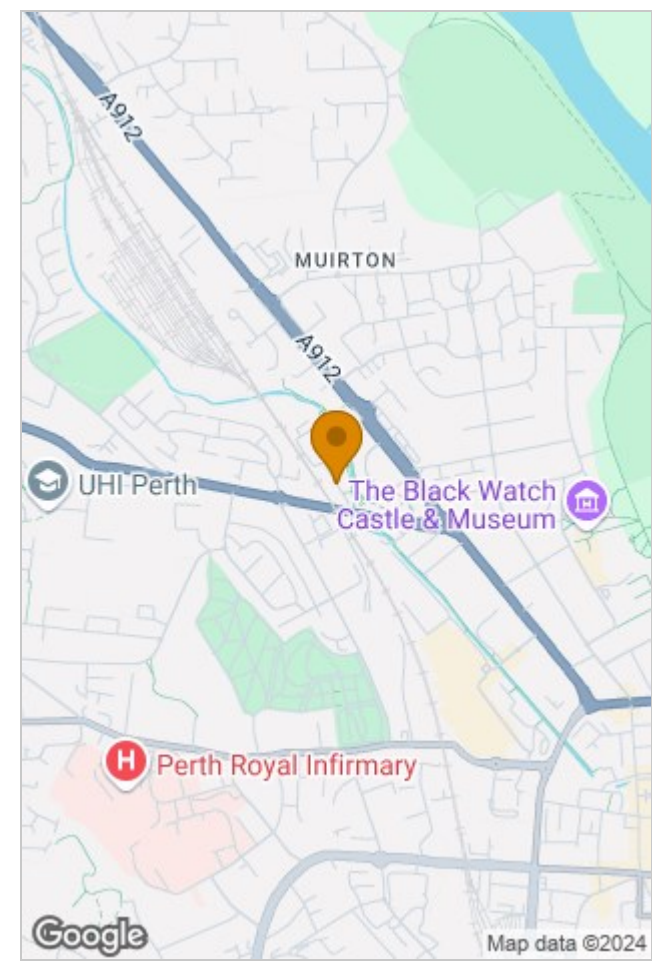 A912
MUIRTON
A912
UHI Perth
The Black Watch
Castle & Museum
H Perth Royal Infirmary
Google
Map data ©2024